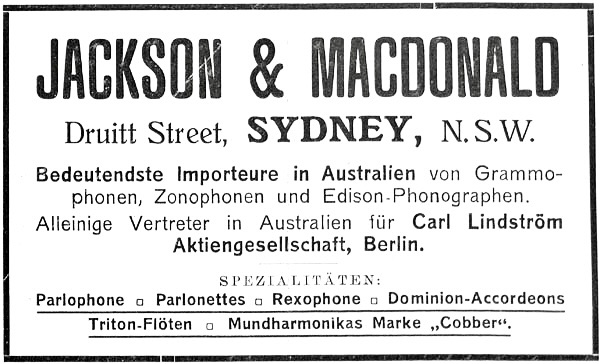 JACKSON & MACDONALD
Druitt Street, SYDNEY, N.S.W.
Bedeutendste Importeure in Australien von Grammo-
phonen, Zonophonen und Edison-Phonographen.
Alleinige Vertreter in Australien für Carl Lindström
Aktiengesellschaft, Berlin.
SPEZIALITÄTEN:
Parlophone ▫ Parlonettes ▫ Rexophone ▫ Dominion-Accordeons
Triton-Flöten ▫ Mundharmonikas Marke „Cobber“.